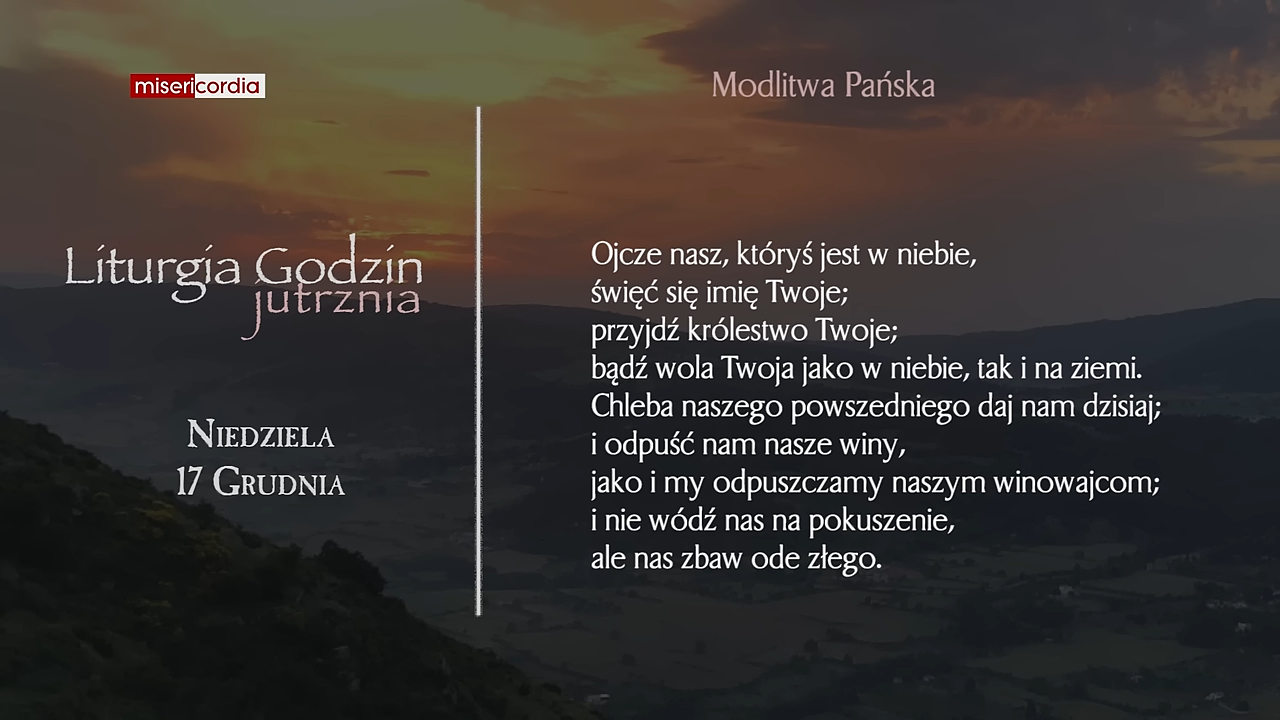 misericordia
Liturgia Godzin
jutrznia
Niedziela
17 Grudnia
Modlitwa Pańska
Ojcze nasz, któryś jest w niebie,
święć się imię Twoje;
przyjdź królestwo Twoje;
bądź wola Twoja jako w niebie, tak i na ziemi.
Chleba naszego powszedniego daj nam dzisiaj;
i odpuść nam nasze winy,
jako i my odpuszczamy naszym winowajcom;
i nie wódź nas na pokuszenie,
ale nas zbaw ode złego.